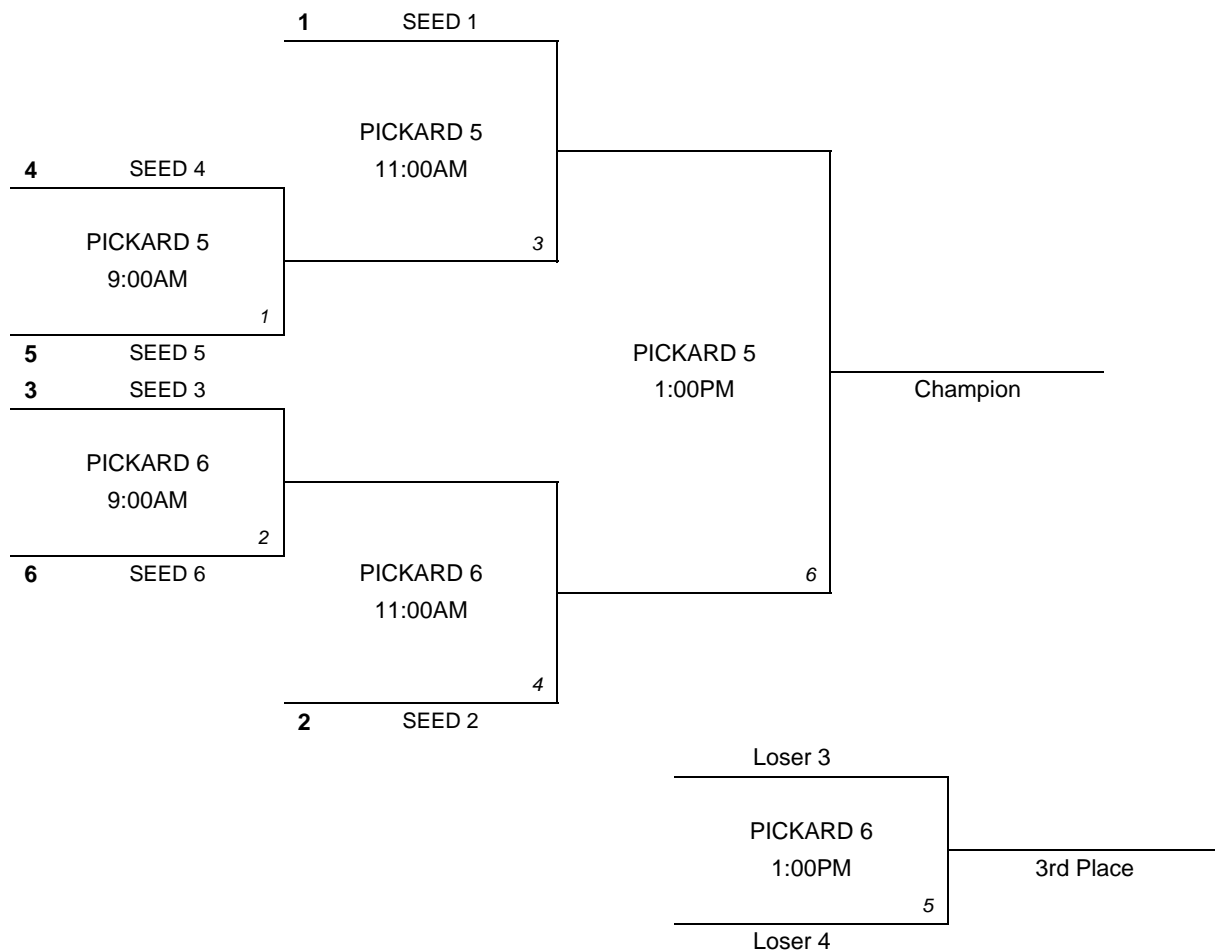 1 SEED 1
PICKARD 5
11:00AM
3
4 SEED 4
PICKARD 5
9:00AM
1
5 SEED 5
3 SEED 3
PICKARD 6
9:00AM
2
6 SEED 6
PICKARD 6
11:00AM
4
2 SEED 2
PICKARD 5
1:00PM
6
Champion
Loser 3
PICKARD 6
1:00PM
5
Loser 4
3rd Place